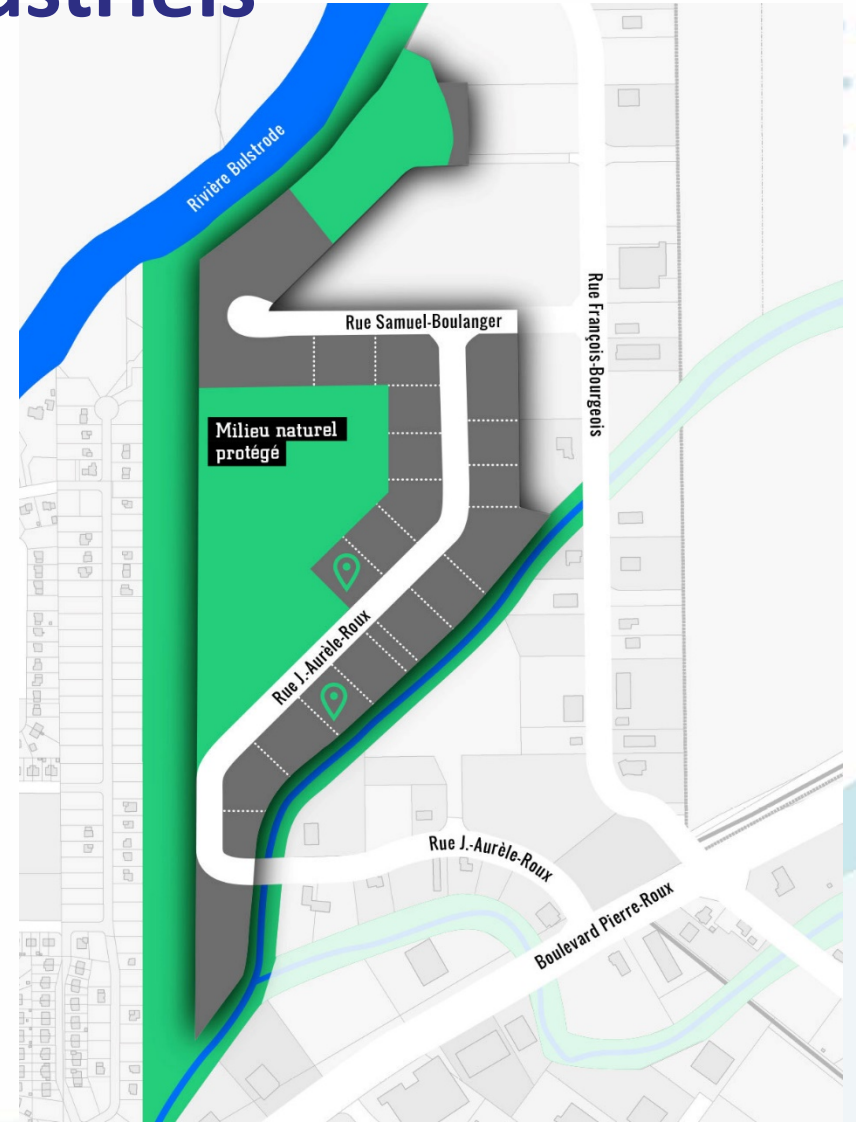 Rivière Bulstrode
Rue Samuel-Boulanger
Rue François-Bourgeois
Milieu naturel
protégé
Rue J.-Aurèle-Roux
Rue J.-Aurèle-Roux
Boulevard Pierre-Roux